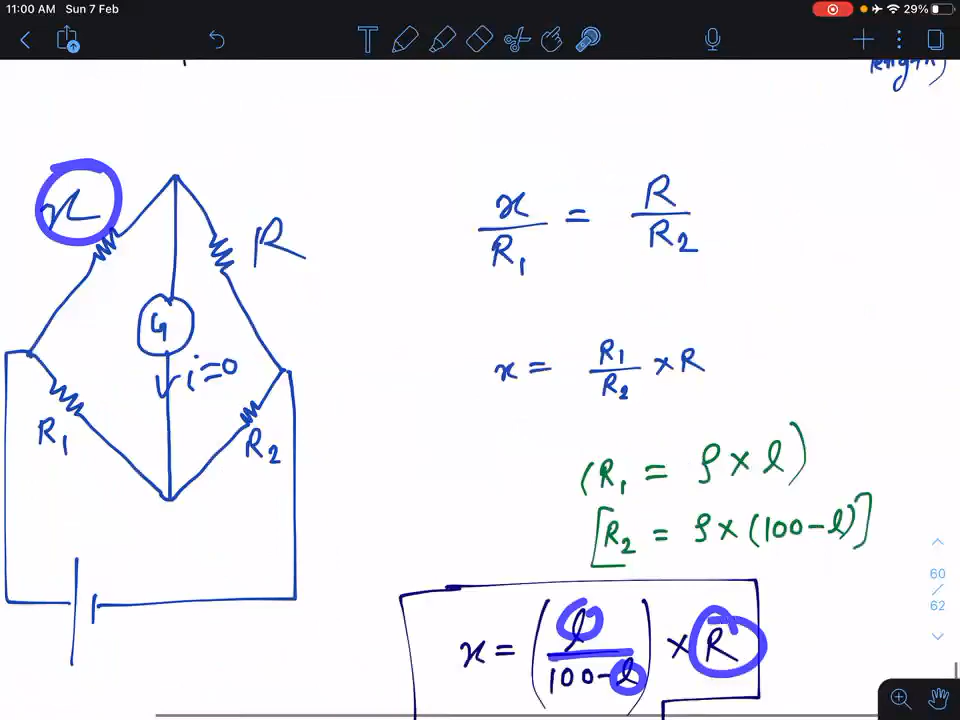 11:00 AM Sun 7 Feb
29%
T
length)
x
R
G
i=0
R₁
R₂
x/R₁ = R/R₂
x = R₁/R₂ × R
(R₁ = ρ × l)
[R₂ = ρ × (100-l)]
x = (l/100-l) × R
60
/
62